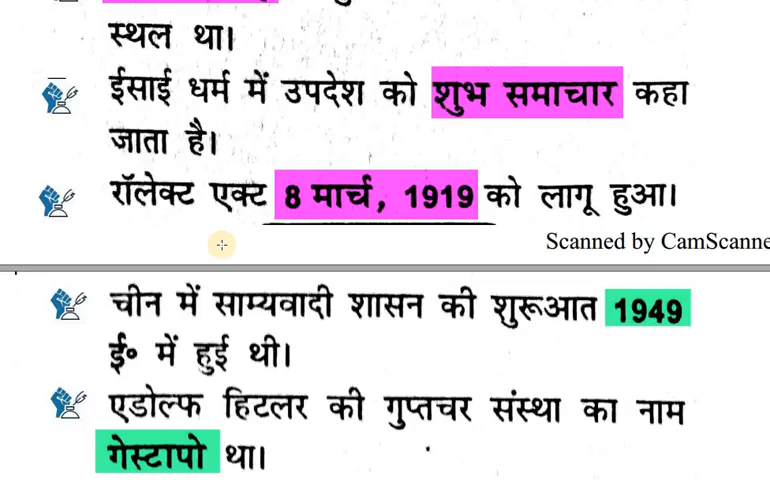 स्थल था।
ईसाई धर्म में उपदेश को शुभ समाचार कहा
जाता है।
रॉलेक्ट एक्ट 8 मार्च, 1919 को लागू हुआ।
Scanned by CamScanne
चीन में साम्यवादी शासन की शुरूआत 1949
ई॰ में हुई थी।
एडोल्फ हिटलर की गुप्तचर संस्था का नाम
गेस्टापो था।